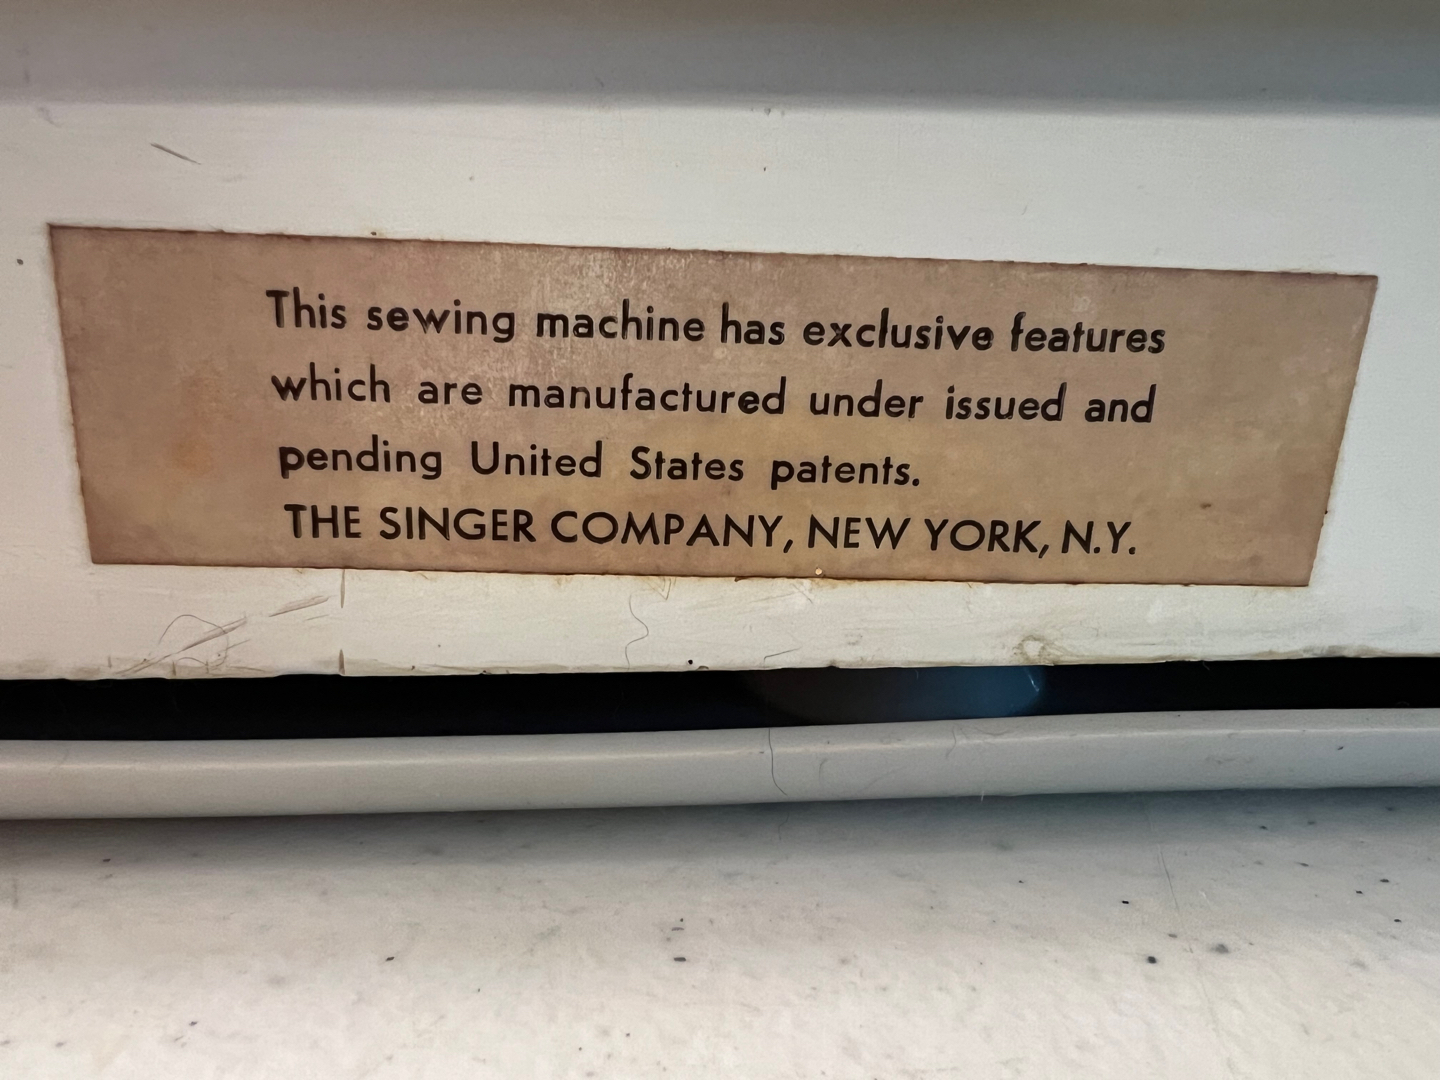 This sewing machine has exclusive features
which are manufactured under issued and
pending United States patents.
THE SINGER COMPANY, NEW YORK, N.Y.